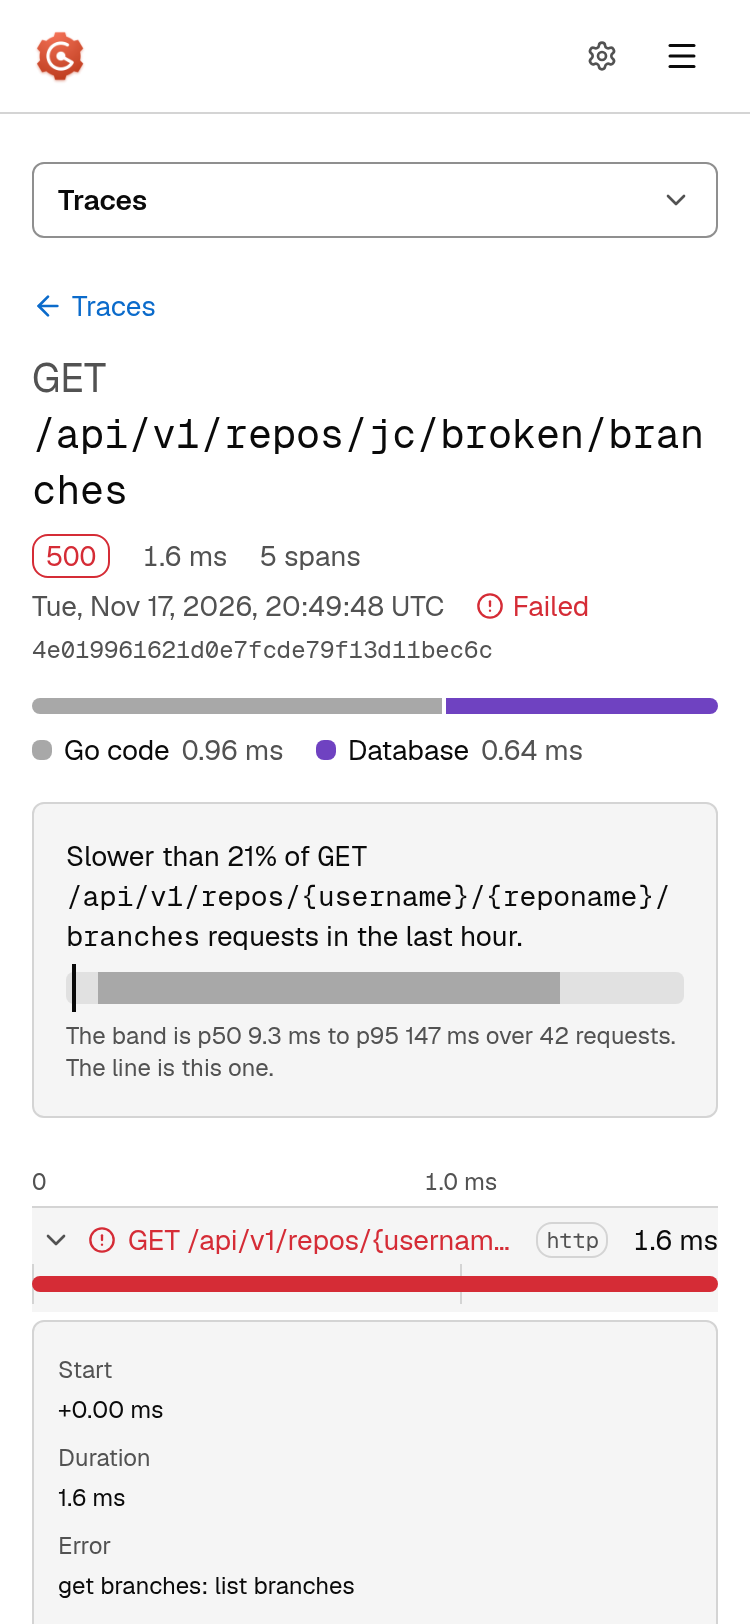 Traces
Traces
GET
/api/v1/repos/jc/broken/bran
ches
500 1.6 ms 5 spans
Tue, Nov 17, 2026, 20:49:48 UTC Failed
4e019961621d0e7fcde79f13d11bec6c
Go code 0.96 ms Database 0.64 ms
Slower than 21% of GET
/api/v1/repos/{username}/{reponame}/
branches requests in the last hour.
The band is p50 9.3 ms to p95 147 ms over 42 requests.
The line is this one.
0 1.0 ms
GET /api/v1/repos/{usernam... http 1.6 ms
Start
+0.00 ms
Duration
1.6 ms
Error
get branches: list branches